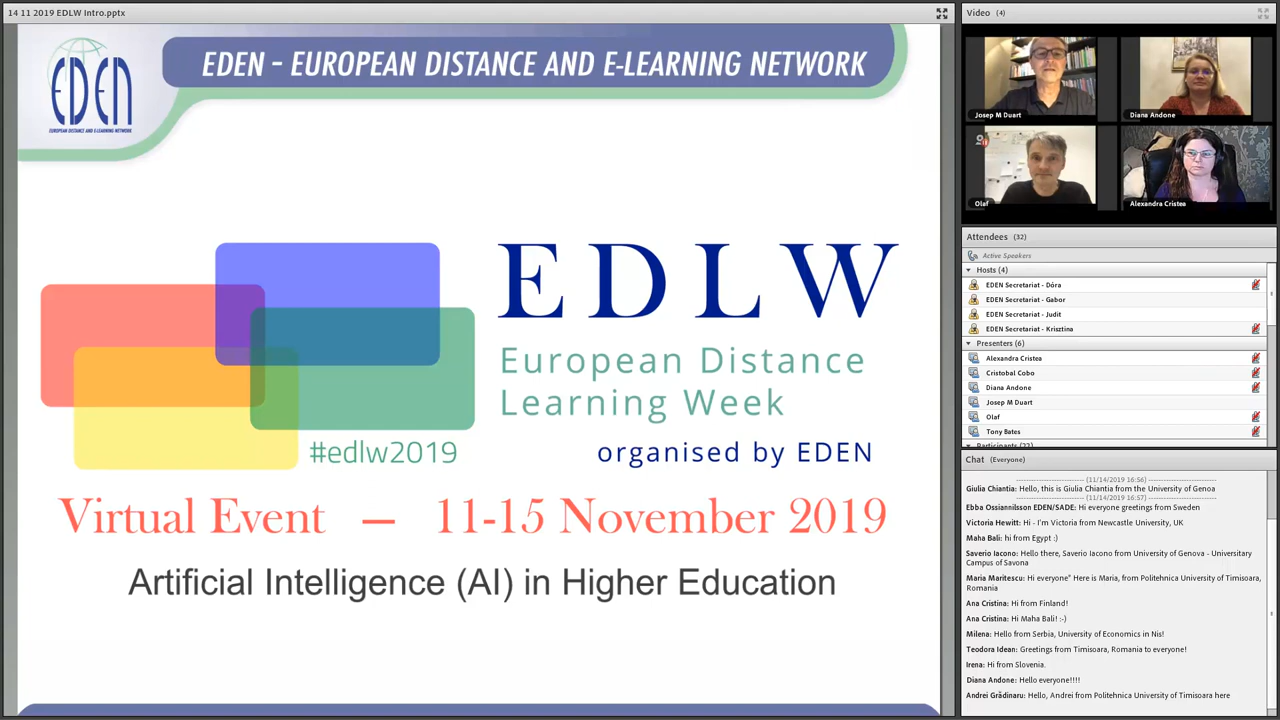 14 11 2019 EDLW Intro.pptx
EDEN
EUROPEAN DISTANCE AND E-LEARNING NETWORK
EDEN – EUROPEAN DISTANCE AND E-LEARNING NETWORK
EDLW
European Distance
Learning Week
#edlw2019
organised by EDEN
Virtual Event — 11-15 November 2019
Artificial Intelligence (AI) in Higher Education
Video (4)
Josep M Duart
Diana Andone
Olaf
Alexandra Cristea
Attendees (32)
Active Speakers
Hosts (4)
EDEN Secretariat - Dóra
EDEN Secretariat - Gabor
EDEN Secretariat - Judit
EDEN Secretariat - Krisztina
Presenters (6)
Alexandra Cristea
Cristobal Cobo
Diana Andone
Josep M Duart
Olaf
Tony Bates
Participants (22)
Chat (Everyone)
(11/14/2019 16:56)
Giulia Chiantia: Hello, this is Giulia Chiantia from the University of Genoa
(11/14/2019 16:57)
Ebba Ossiannilsson EDEN/SADE: Hi everyone greetings from Sweden
Victoria Hewitt: Hi - I'm Victoria from Newcastle University, UK
Maha Bali: hi from Egypt :)
Saverio Iacono: Hello there, Saverio Iacono from University of Genova - Universitary
Campus of Savona
Maria Maritescu: Hi everyone" Here is Maria, from Politehnica University of Timisoara,
Romania
Ana Cristina: Hi from Finland!
Ana Cristina: Hi Maha Bali! :-)
Milena: Hello from Serbia, University of Economics in Nis!
Teodora Idean: Greetings from Timisoara, Romania to everyone!
Irena: Hi from Slovenia.
Diana Andone: Hello everyone!!!!
Andrei Grădinaru: Hello, Andrei from Politehnica University of Timisoara here